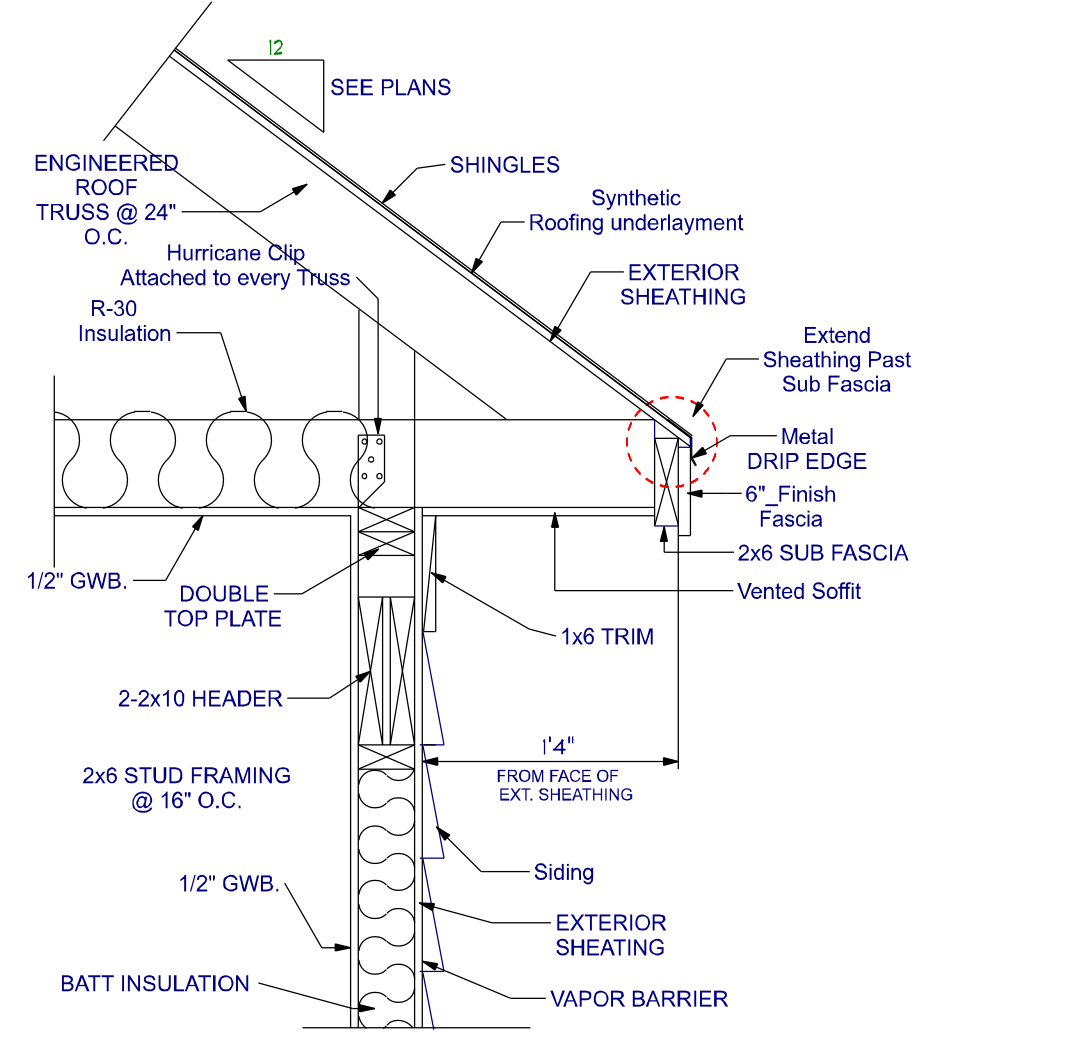 12
SEE PLANS
ENGINEERED
ROOF
TRUSS @ 24"
O.C.
SHINGLES
Synthetic
Roofing underlayment
Hurricane Clip
Attached to every Truss
EXTERIOR
SHEATHING
R-30
Insulation
Extend
Sheathing Past
Sub Fascia
Metal
DRIP EDGE
6"_Finish
Fascia
2x6 SUB FASCIA
1/2" GWB.
DOUBLE
TOP PLATE
Vented Soffit
1x6 TRIM
2-2x10 HEADER
1'4"
FROM FACE OF
EXT. SHEATHING
2x6 STUD FRAMING
@ 16" O.C.
Siding
1/2" GWB.
EXTERIOR
SHEATING
BATT INSULATION
VAPOR BARRIER